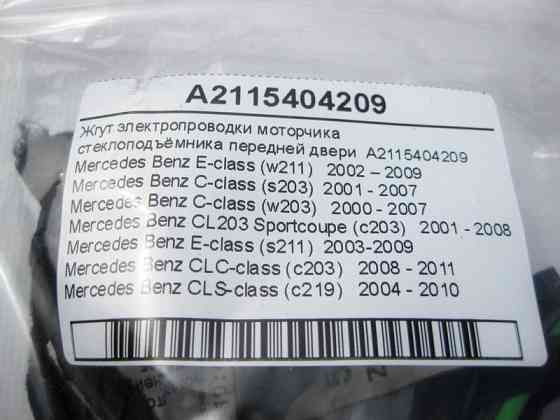 A2115404209
Жгут электропроводки моторчика
стеклоподъёмника передней двери A2115404209
Mercedes Benz E-class (w211) 2002 – 2009
Mercedes Benz C-class (s203) 2001 - 2007
Mercedes Benz C-class (w203) 2000 - 2007
Mercedes Benz CL203 Sportcoupe (c203) 2001 - 2008
Mercedes Benz E-class (s211) 2003-2009
Mercedes Benz CLC-class (c203) 2008 - 2011
Mercedes Benz CLS-class (c219) 2004 - 2010